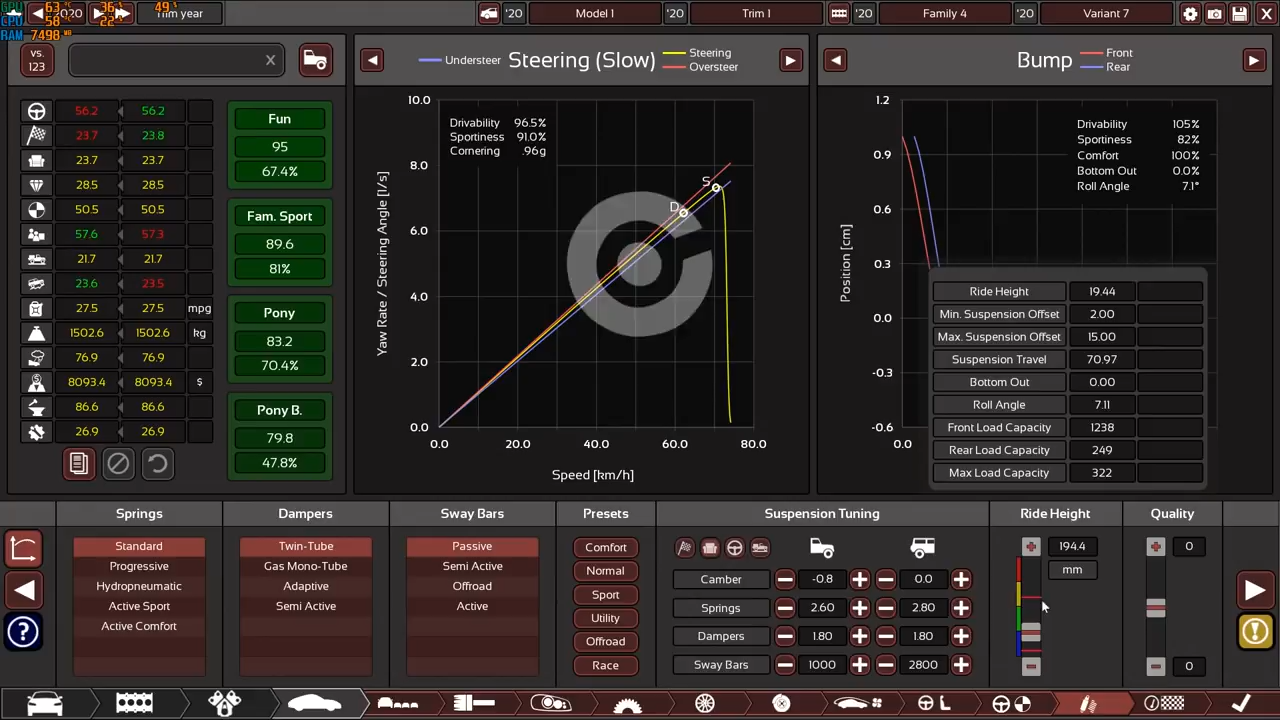 GPU 63 °C 36 % 49 %
CPU 58 °C 22 %
RAM 7498 MB
2020
Trim year
'20
Model 1
'20
Trim 1
'20
Family 4
'20
Variant 7
vs.
123
X
56.2 56.2
23.7 23.8
23.7 23.7
28.5 28.5
50.5 50.5
57.6 57.3
21.7 21.7
23.6 23.5
27.5 27.5 mpg
1502.6 1502.6 kg
76.9 76.9
8093.4 8093.4 $
86.6 86.6
26.9 26.9
Fun
95
67.4%
Fam. Sport
89.6
81%
Pony
83.2
70.4%
Pony B.
79.8
47.8%
Understeer
Steering (Slow)
Steering
Oversteer
Drivability 96.5%
Sportiness 91.0%
Cornering .96g
Yaw Rate / Steering Angle [1/s]
10.0
8.0
6.0
4.0
2.0
0.0
S
D
0.0 20.0 40.0 60.0 80.0
Speed [km/h]
Bump
Front
Rear
Drivability 105%
Sportiness 82%
Comfort 100%
Bottom Out 0.0%
Roll Angle 7.1°
Position [cm]
1.2
0.9
0.6
0.3
0.0
-0.3
-0.6
0.0
Ride Height 19.44
Min. Suspension Offset 2.00
Max. Suspension Offset 15.00
Suspension Travel 70.97
Bottom Out 0.00
Roll Angle 7.11
Front Load Capacity 1238
Rear Load Capacity 249
Max Load Capacity 322
Springs
Standard
Progressive
Hydropneumatic
Active Sport
Active Comfort
Dampers
Twin-Tube
Gas Mono-Tube
Adaptive
Semi Active
Sway Bars
Passive
Semi Active
Offroad
Active
Presets
Comfort
Normal
Sport
Utility
Offroad
Race
Suspension Tuning
Camber -0.8 0.0
Springs 2.60 2.80
Dampers 1.80 1.80
Sway Bars 1000 2800
Ride Height
194.4
mm
Quality
0
0
?
!